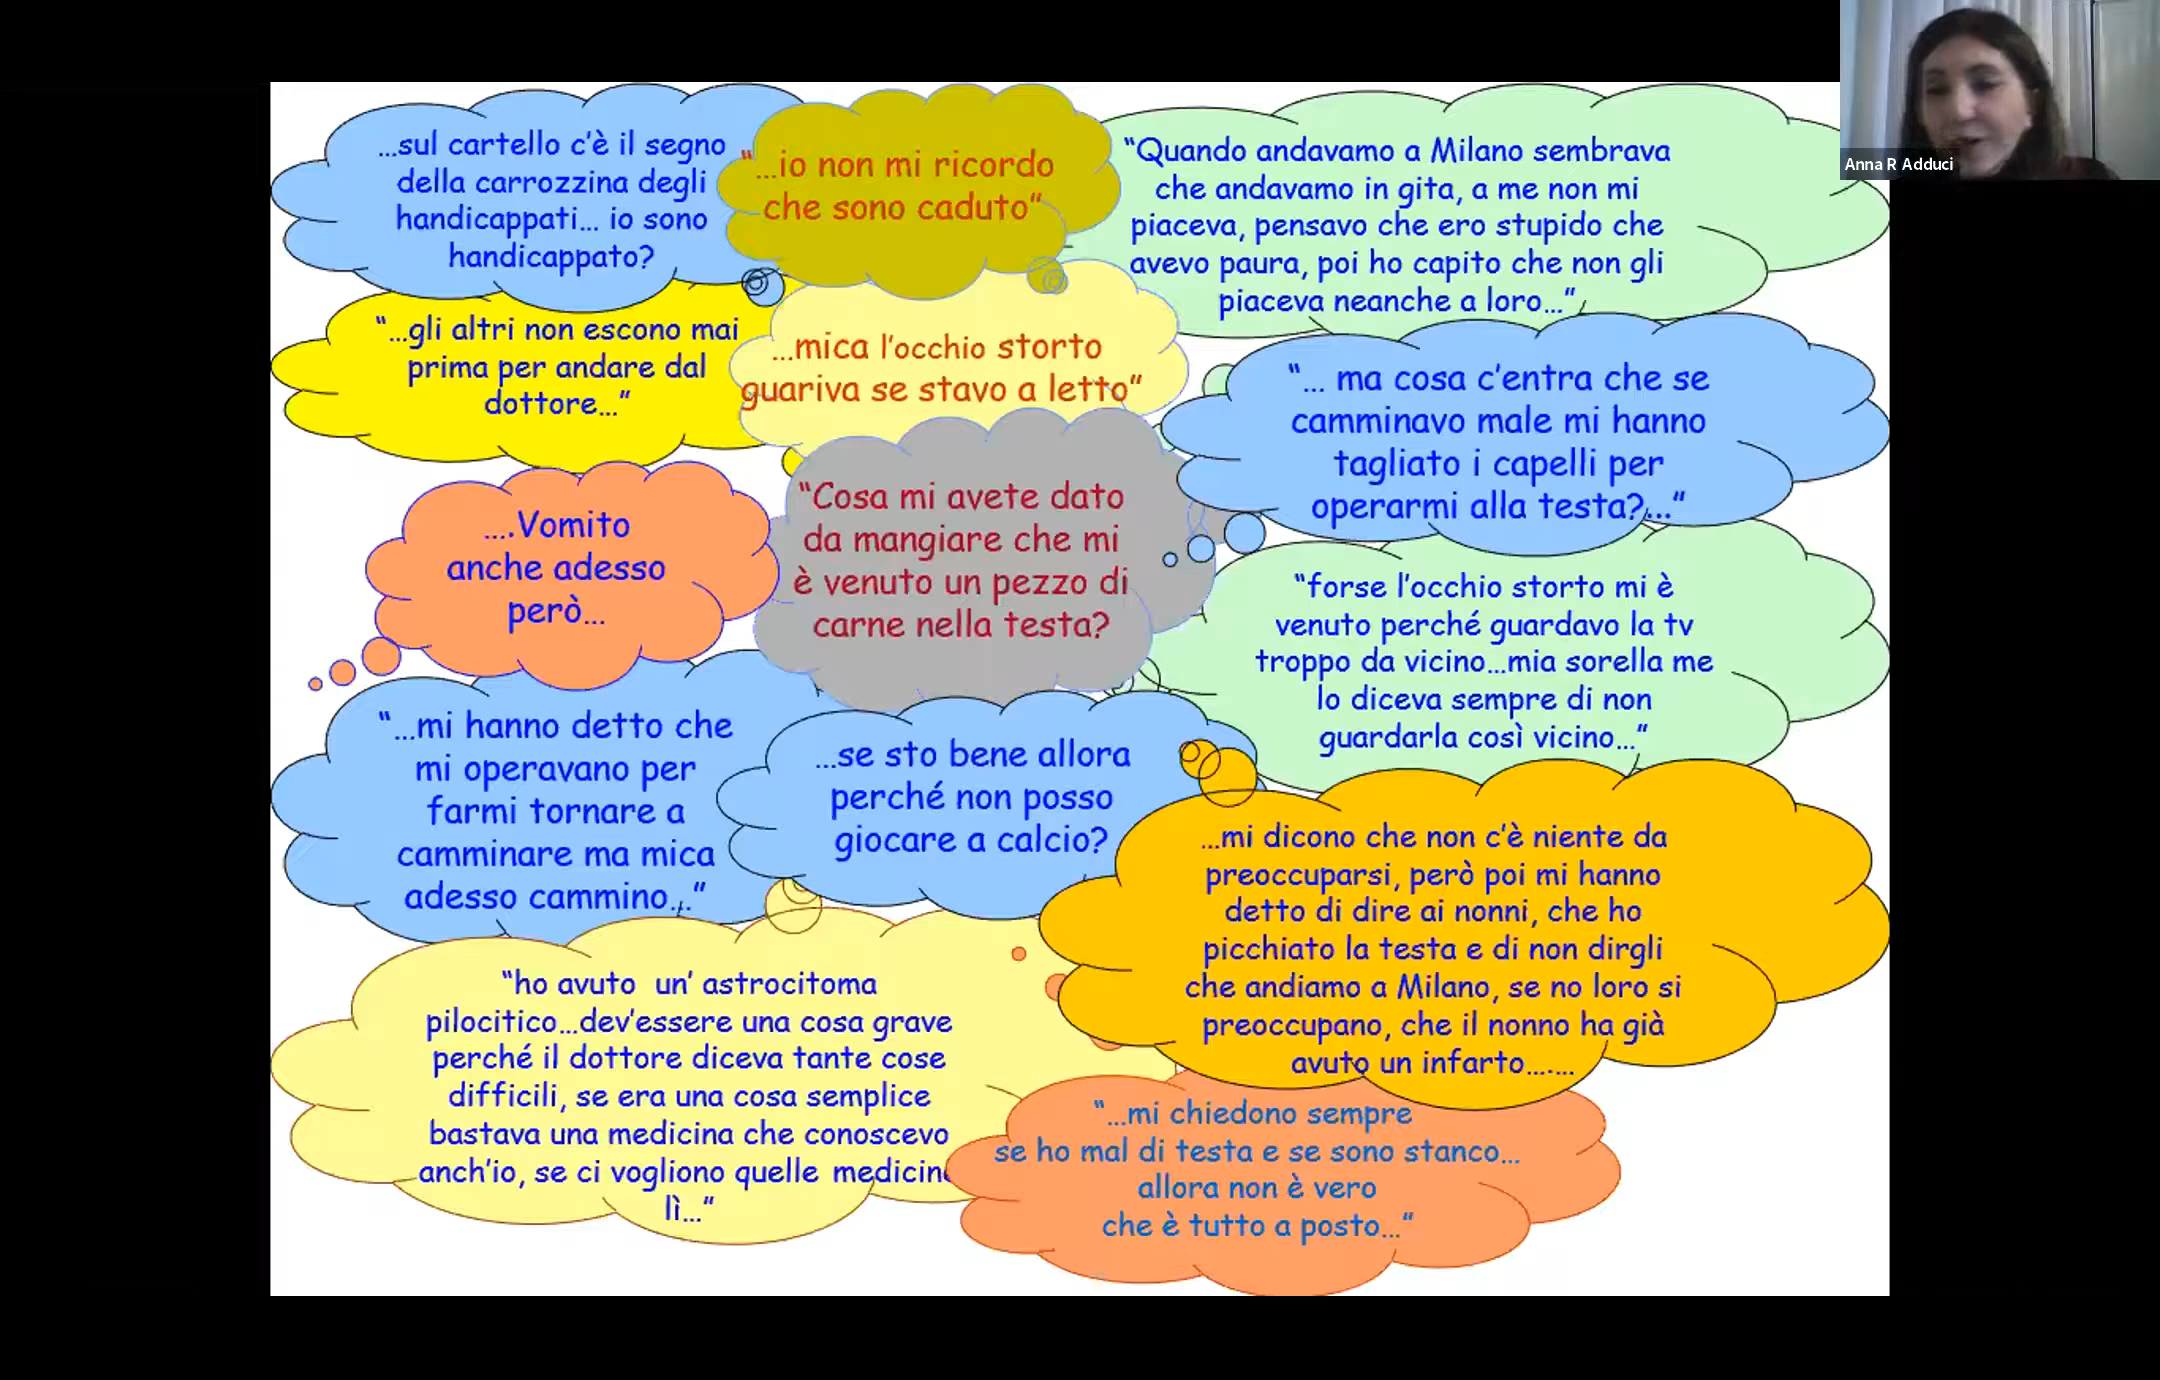 …sul cartello c'è il segno
della carrozzina degli
handicappati… io sono
handicappato?
"…io non mi ricordo
che sono caduto"
"Quando andavamo a Milano sembrava
che andavamo in gita, a me non mi
piaceva, pensavo che ero stupido che
avevo paura, poi ho capito che non gli
piaceva neanche a loro…"
Anna R Adduci
"…gli altri non escono mai
prima per andare dal
dottore…"
…mica l'occhio storto
guariva se stavo a letto"
"… ma cosa c'entra che se
camminavo male mi hanno
tagliato i capelli per
operarmi alla testa?…"
….Vomito
anche adesso
però…
"Cosa mi avete dato
da mangiare che mi
è venuto un pezzo di
carne nella testa?
"forse l'occhio storto mi è
venuto perché guardavo la tv
troppo da vicino…mia sorella me
lo diceva sempre di non
guardarla così vicino…"
"…mi hanno detto che
mi operavano per
farmi tornare a
camminare ma mica
adesso cammino…"
…se sto bene allora
perché non posso
giocare a calcio?
…mi dicono che non c'è niente da
preoccuparsi, però poi mi hanno
detto di dire ai nonni, che ho
picchiato la testa e di non dirgli
che andiamo a Milano, se no loro si
preoccupano, che il nonno ha già
avuto un infarto…….
"ho avuto un' astrocitoma
pilocitico…dev'essere una cosa grave
perché il dottore diceva tante cose
difficili, se era una cosa semplice
bastava una medicina che conoscevo
anch'io, se ci vogliono quelle medicine
lì…"
"…mi chiedono sempre
se ho mal di testa e se sono stanco…
allora non è vero
che è tutto a posto…"